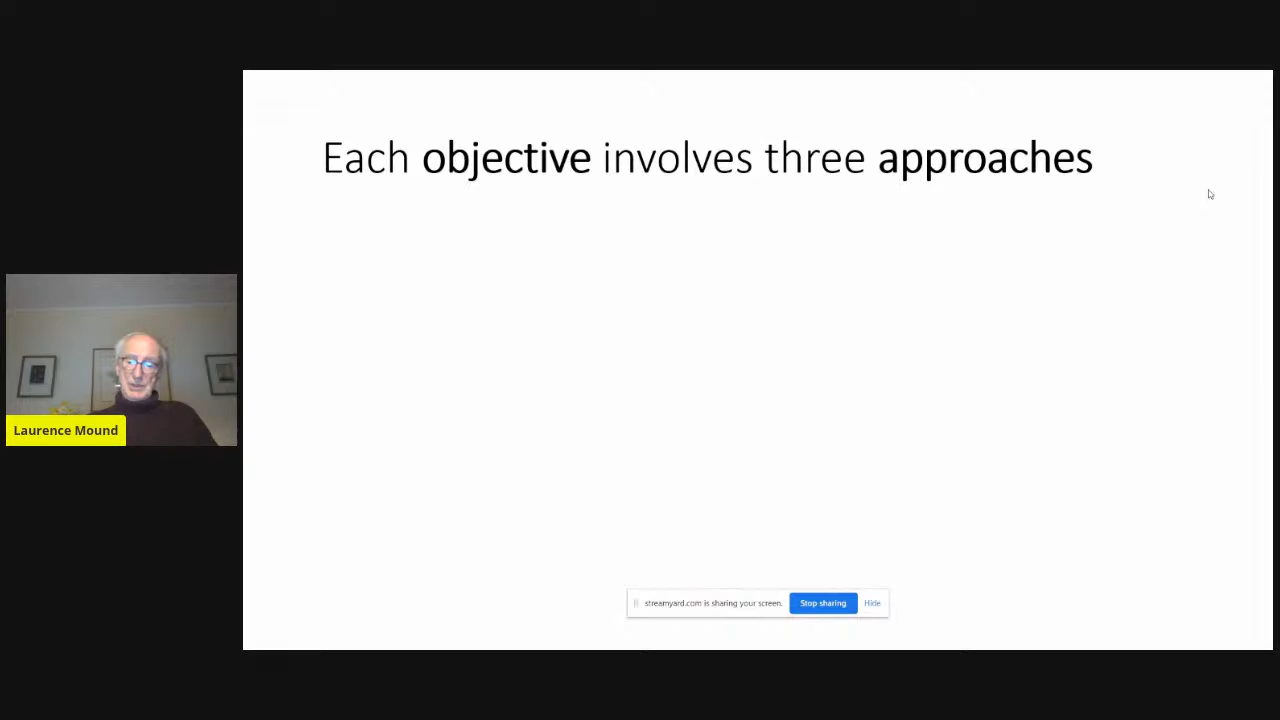 Each objective involves three approaches
Laurence Mound
streamyard.com is sharing your screen. Stop sharing Hide